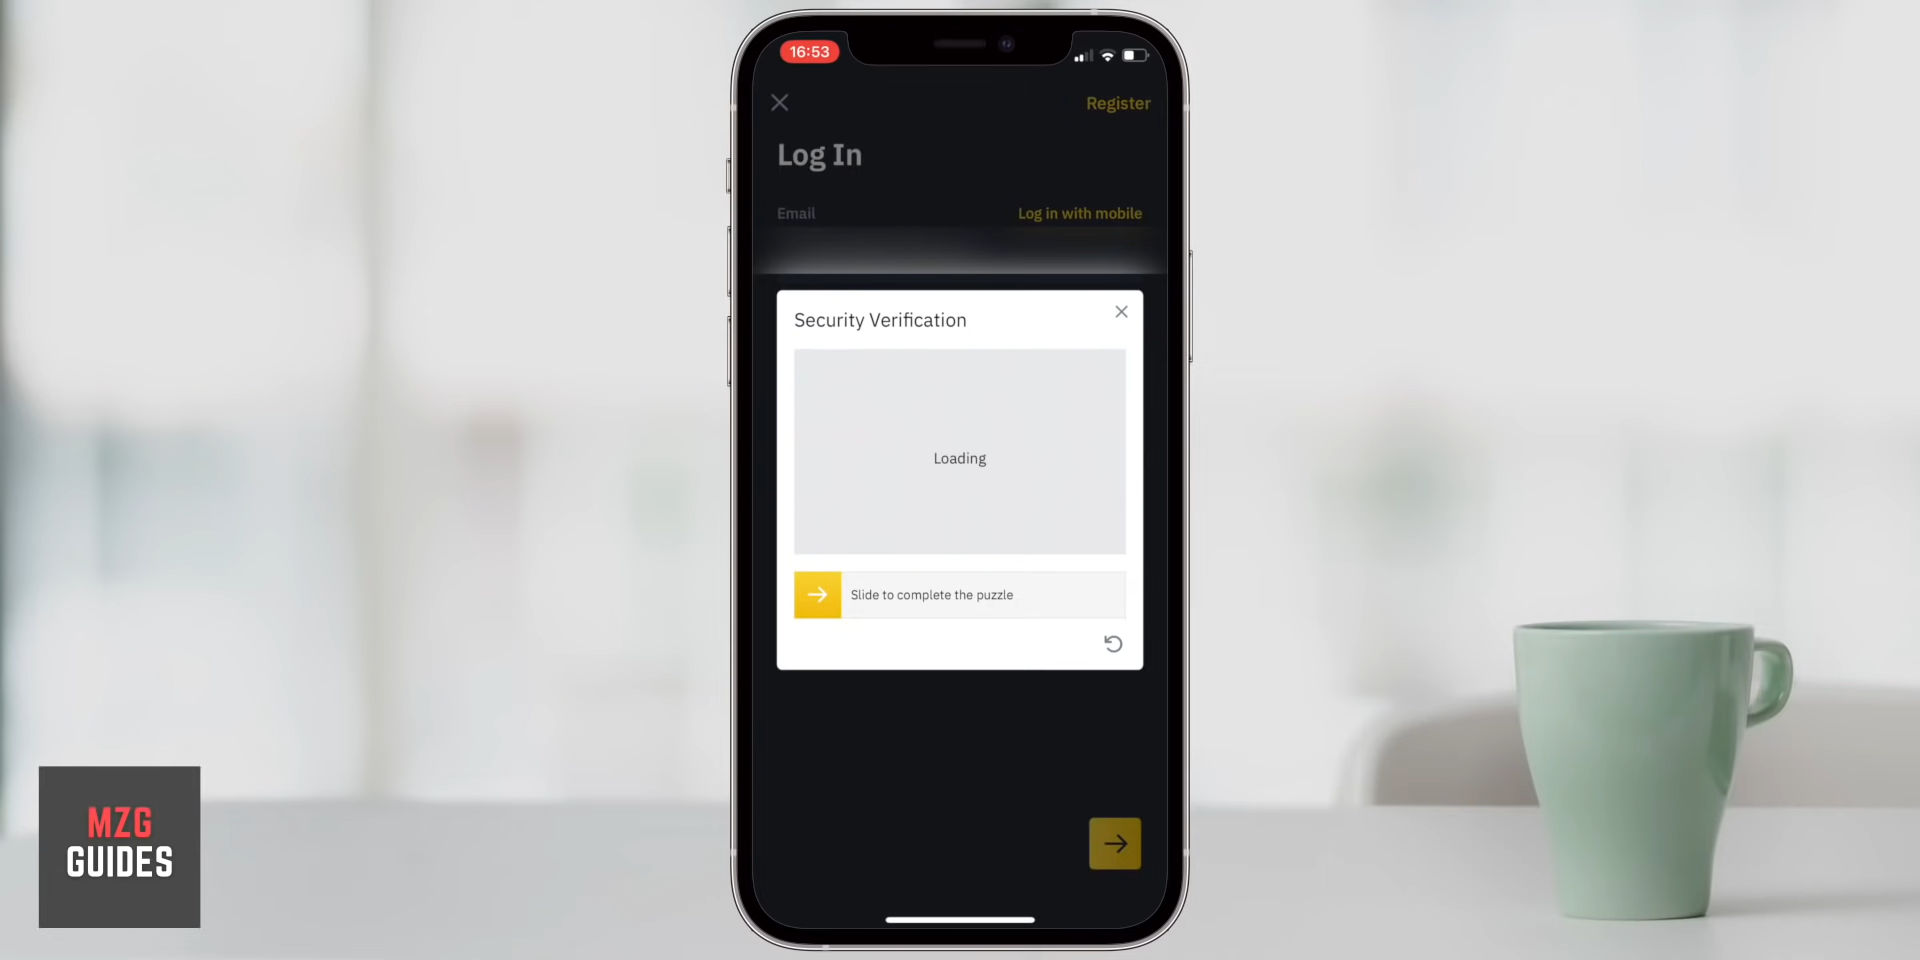 16:53
Register
Log In
Email
Log in with mobile
Security Verification
Loading
Slide to complete the puzzle
MZG
GUIDES